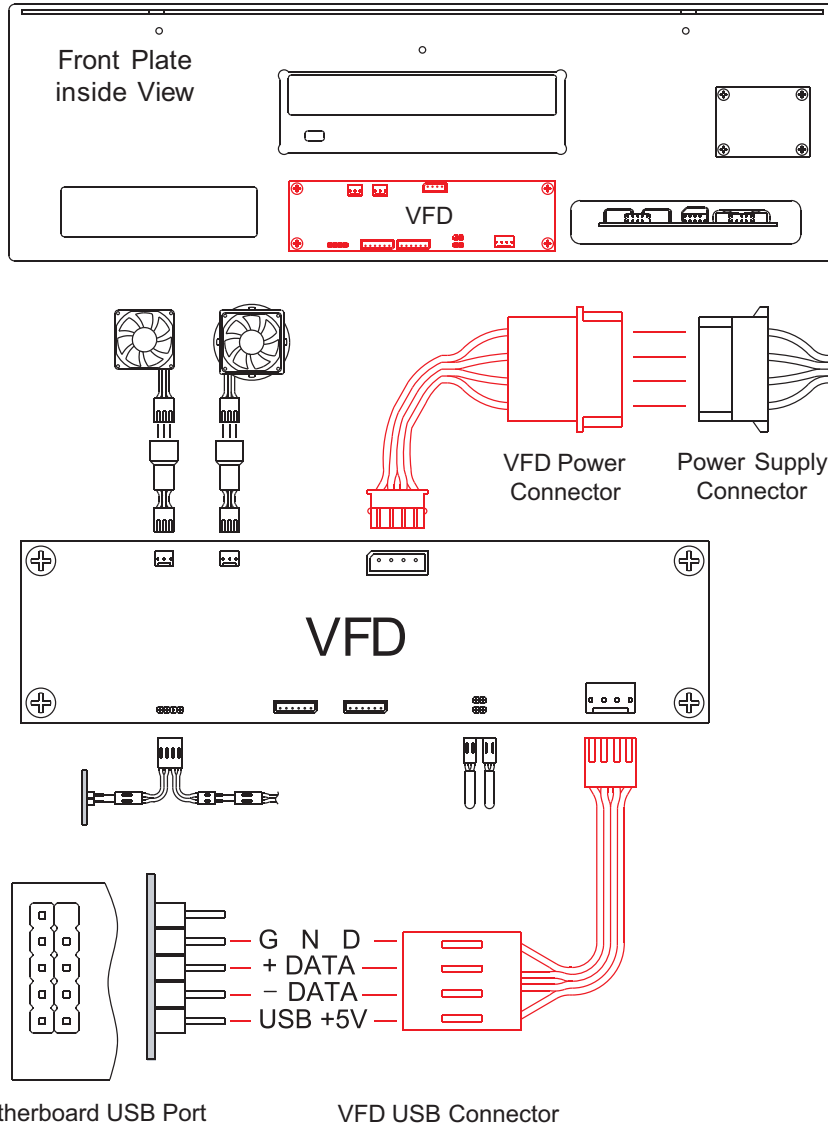 Front Plate
inside View
VFD
VFD Power
Connector
Power Supply
Connector
VFD
G N D
+ DATA
− DATA
USB +5V
therboard USB Port
VFD USB Connector